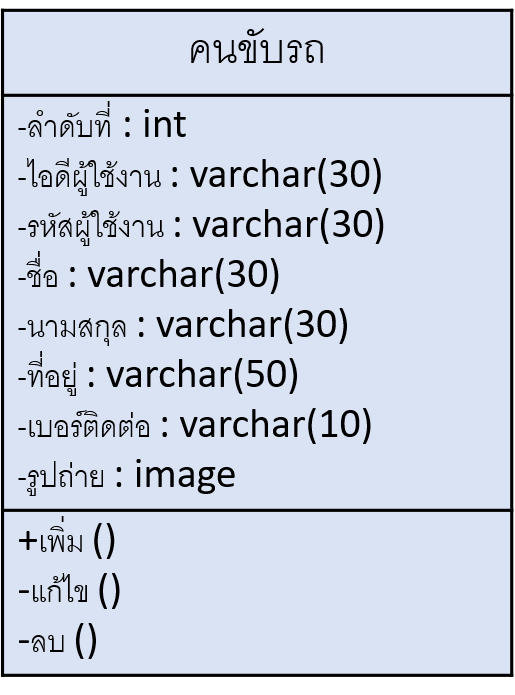 คนขับรถ
-ลำดับที่ : int
-ไอดีผู้ใช้งาน : varchar(30)
-รหัสผู้ใช้งาน : varchar(30)
-ชื่อ : varchar(30)
-นามสกุล : varchar(30)
-ที่อยู่ : varchar(50)
-เบอร์ติดต่อ : varchar(10)
-รูปถ่าย : image
+เพิ่ม ()
-แก้ไข ()
-ลบ ()